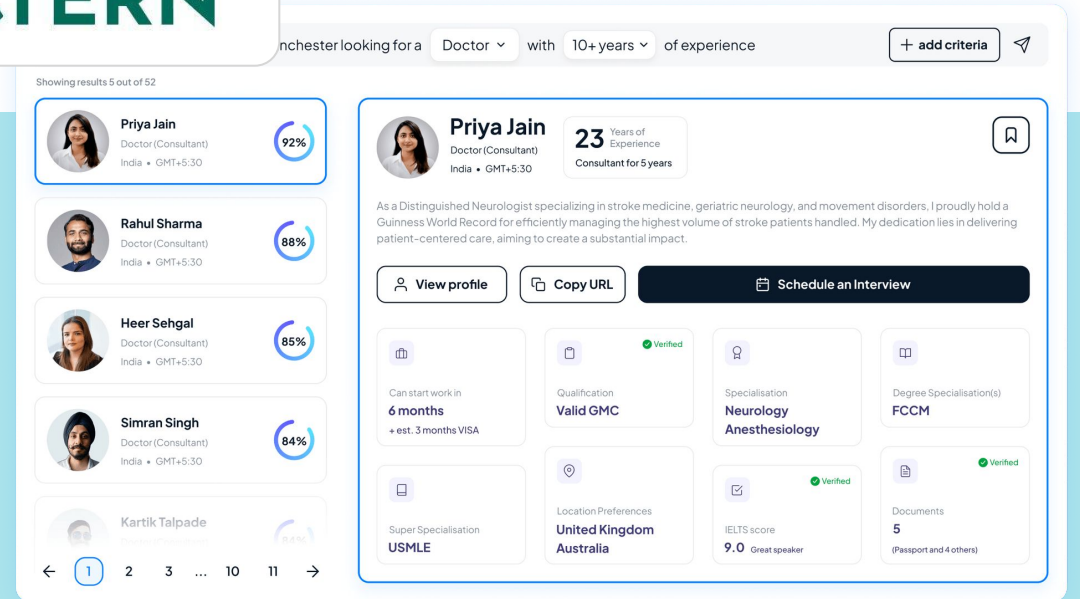 nchester looking for a Doctor with 10+ years of experience
+ add criteria
Showing results 5 out of 52
Priya Jain
Doctor (Consultant)
India • GMT+5:30
92%
Rahul Sharma
Doctor (Consultant)
India • GMT+5:30
88%
Heer Sehgal
Doctor (Consultant)
India • GMT+5:30
85%
Simran Singh
Doctor (Consultant)
India • GMT+5:30
84%
Kartik Talpade
84%
1 2 3 ... 10 11
Priya Jain
Doctor (Consultant)
India • GMT+5:30
23 Years of
Experience
Consultant for 5 years
As a Distinguished Neurologist specializing in stroke medicine, geriatric neurology, and movement disorders, I proudly hold a
Guinness World Record for efficiently managing the highest volume of stroke patients handled. My dedication lies in delivering
patient-centered care, aiming to create a substantial impact.
View profile
Copy URL
Schedule an Interview
Can start work in
6 months
+ est. 3 months VISA
Verified
Qualification
Valid GMC
Specialisation
Neurology
Anesthesiology
Degree Specialisation(s)
FCCM
Super Specialisation
USMLE
Location Preferences
United Kingdom
Australia
Verified
IELTS score
9.0 Great speaker
Verified
Documents
5
(Passport and 4 others)